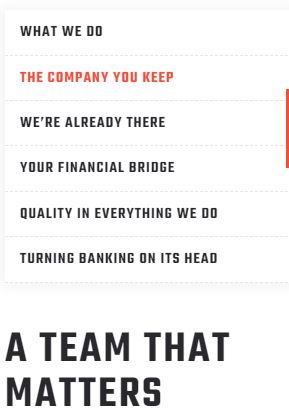 WHAT WE DO
THE COMPANY YOU KEEP
WE’RE ALREADY THERE
YOUR FINANCIAL BRIDGE
QUALITY IN EVERYTHING WE DO
TURNING BANKING ON ITS HEAD
A TEAM THAT
MATTERS